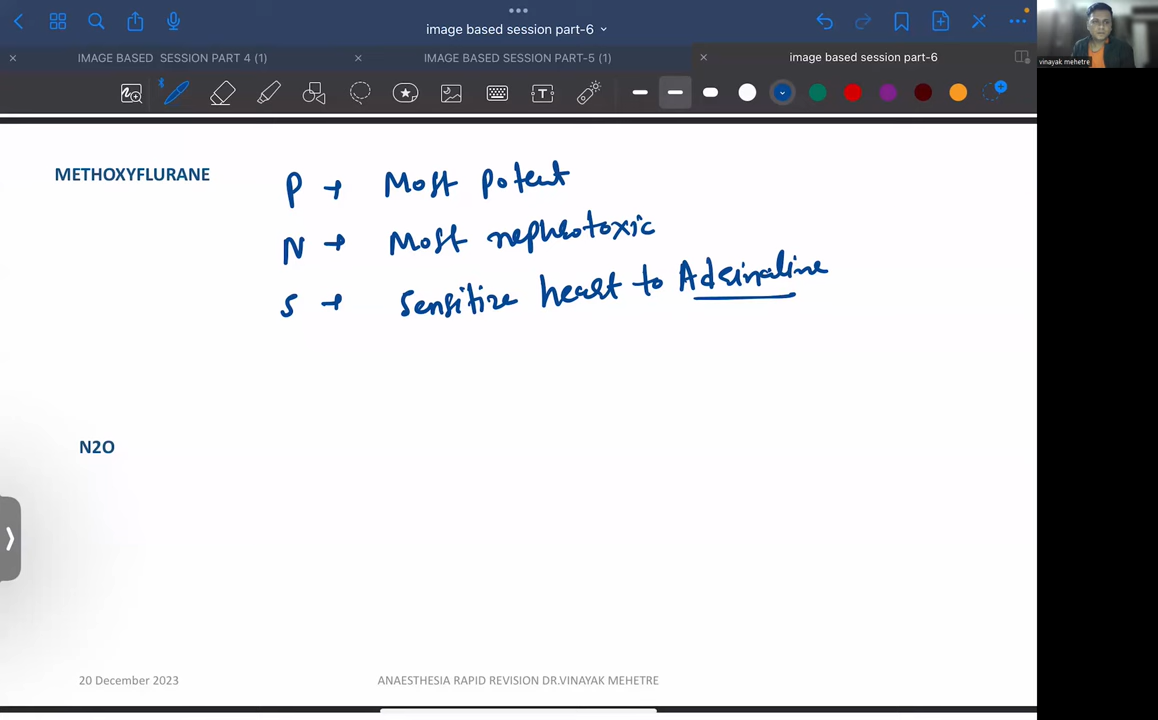 image based session part-6
IMAGE BASED SESSION PART 4 (1)
IMAGE BASED SESSION PART-5 (1)
image based session part-6
vinayak mehetre
METHOXYFLURANE
P → Most potent
N → Most nephrotoxic
S → Sensitize heart to Adrinaline
N2O
20 December 2023
ANAESTHESIA RAPID REVISION DR.VINAYAK MEHETRE